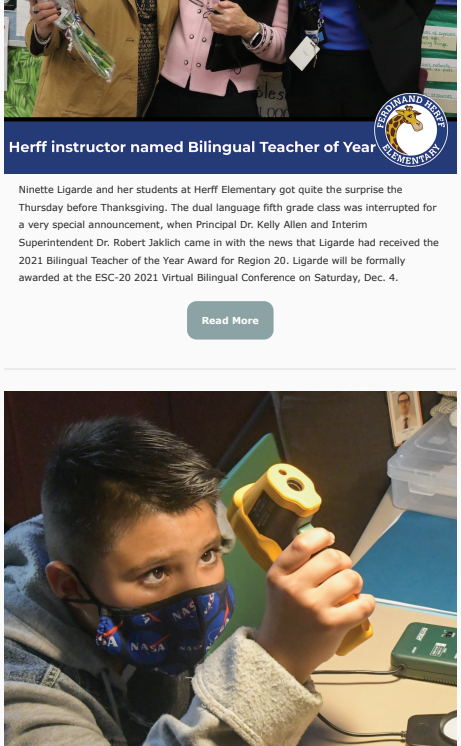 Herff instructor named Bilingual Teacher of Year
FERDINAND HERFF
ELEMENTARY
Ninette Ligarde and her students at Herff Elementary got quite the surprise the
Thursday before Thanksgiving. The dual language fifth grade class was interrupted for
a very special announcement, when Principal Dr. Kelly Allen and Interim
Superintendent Dr. Robert Jaklich came in with the news that Ligarde had received the
2021 Bilingual Teacher of the Year Award for Region 20. Ligarde will be formally
awarded at the ESC-20 2021 Virtual Bilingual Conference on Saturday, Dec. 4.
Read More
NASA
NASA